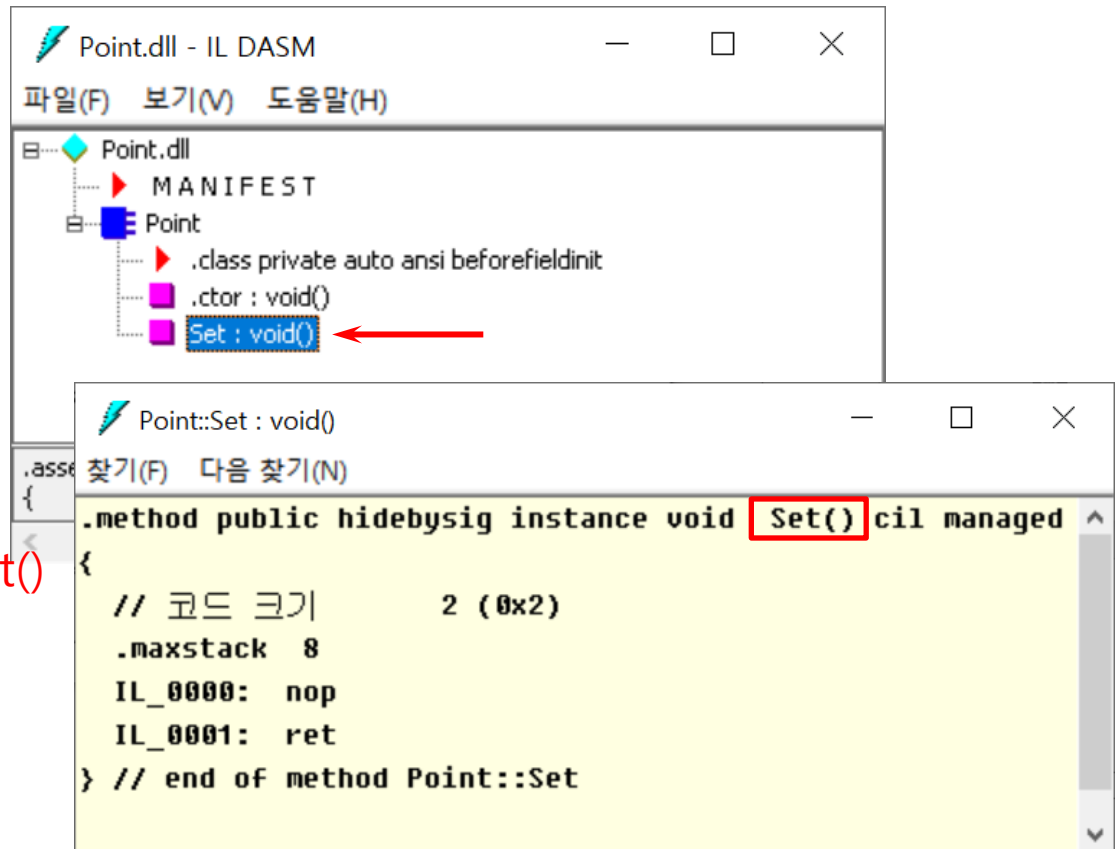 Point.dll - IL DASM
파일(F) 보기(V) 도움말(H)
Point.dll
M A N I F E S T
Point
.class private auto ansi beforefieldinit
.ctor : void()
Set : void()
.asse
{
t()
Point::Set : void()
찾기(F) 다음 찾기(N)
.method public hidebysig instance void Set() cil managed
{
// 코드 크기 2 (0x2)
.maxstack 8
IL_0000: nop
IL_0001: ret
} // end of method Point::Set